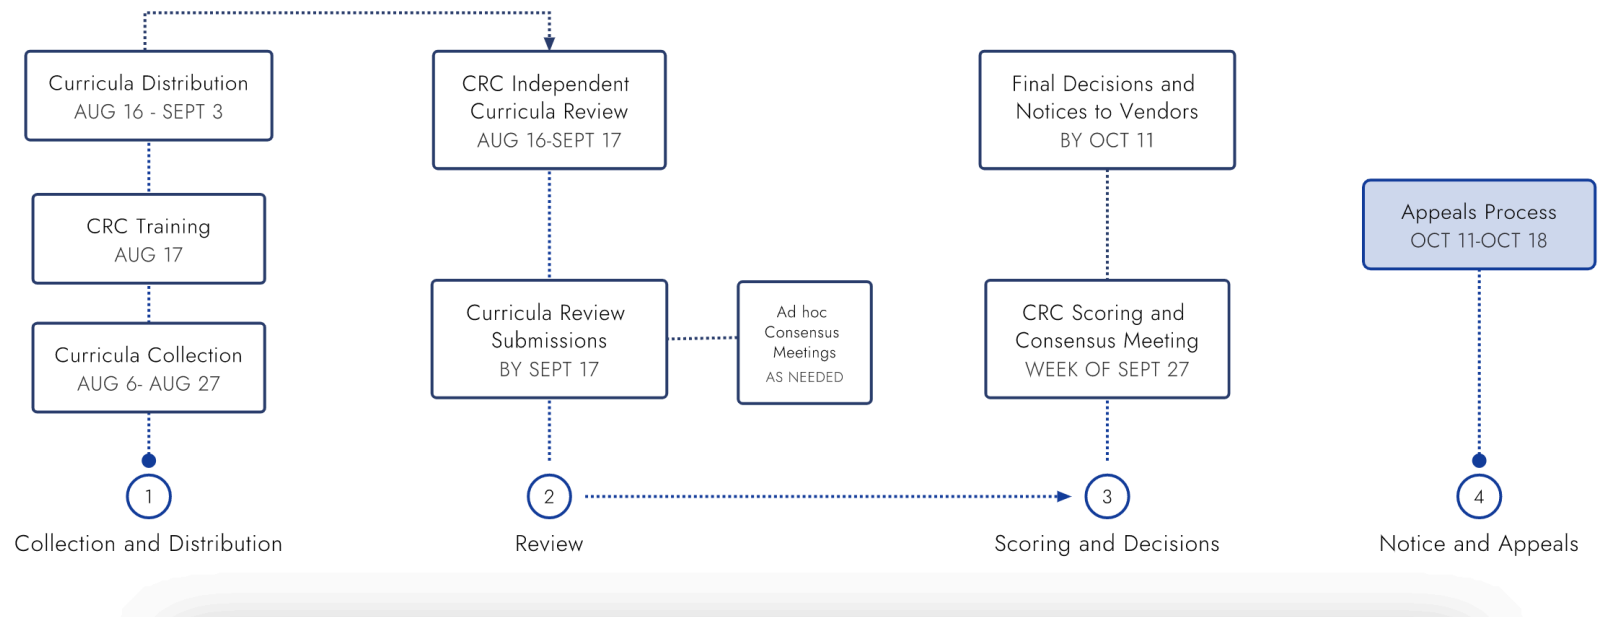 Curricula Distribution
AUG 16 - SEPT 3
CRC Training
AUG 17
Curricula Collection
AUG 6- AUG 27
1
Collection and Distribution
CRC Independent
Curricula Review
AUG 16-SEPT 17
Curricula Review
Submissions
BY SEPT 17
Ad hoc
Consensus
Meetings
AS NEEDED
2
Review
Final Decisions and
Notices to Vendors
BY OCT 11
CRC Scoring and
Consensus Meeting
WEEK OF SEPT 27
3
Scoring and Decisions
Appeals Process
OCT 11-OCT 18
4
Notice and Appeals